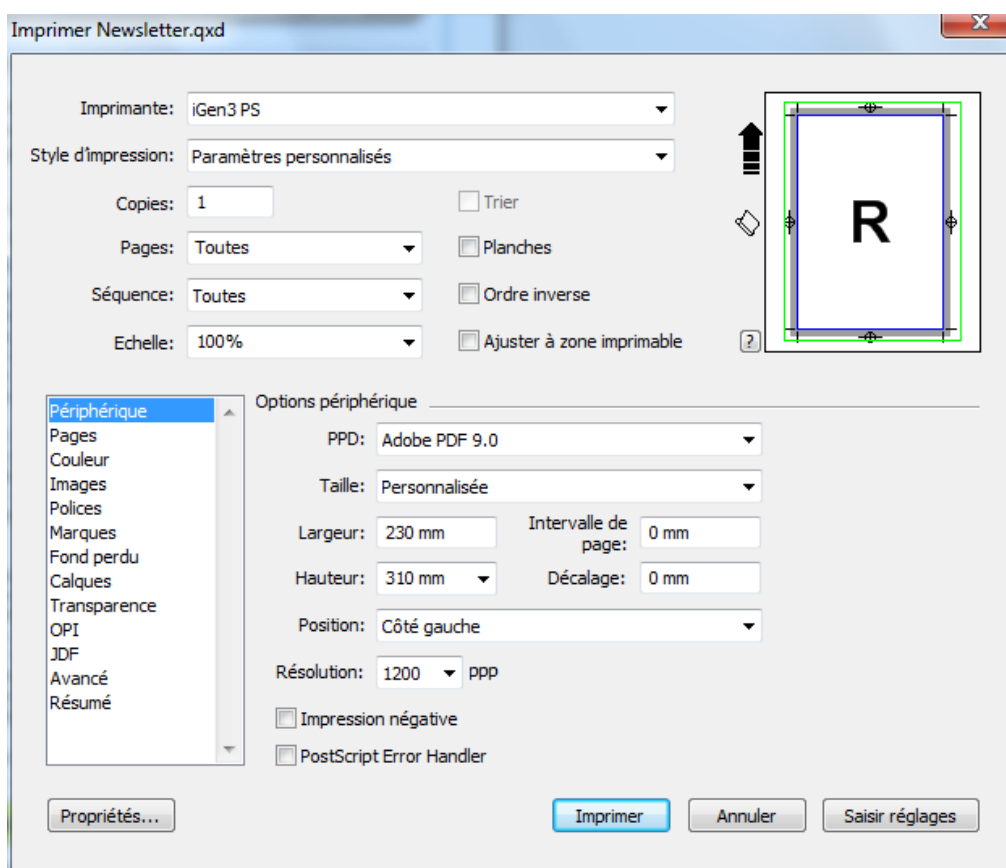 Imprimer Newsletter.qxd
Imprimante: iGen3 PS
Style d'impression: Paramètres personnalisés
Copies: 1 Trier
Pages: Toutes Planches
Séquence: Toutes Ordre inverse
Echelle: 100% Ajuster à zone imprimable ?
R
Périphérique
Pages
Couleur
Images
Polices
Marques
Fond perdu
Calques
Transparence
OPI
JDF
Avancé
Résumé
Options périphérique
PPD: Adobe PDF 9.0
Taille: Personnalisée
Largeur: 230 mm Intervalle de
page: 0 mm
Hauteur: 310 mm Décalage: 0 mm
Position: Côté gauche
Résolution: 1200 ppp
Impression négative
PostScript Error Handler
Propriétés... Imprimer Annuler Saisir réglages